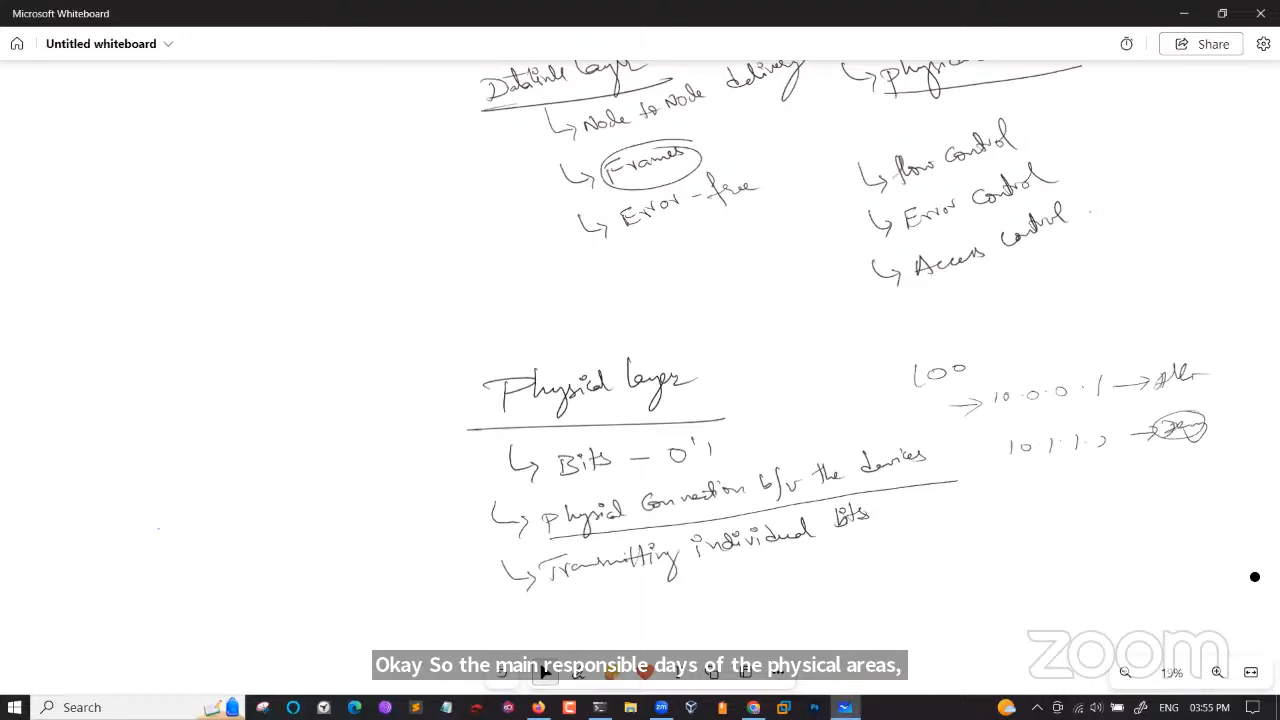 Microsoft Whiteboard
Untitled whiteboard
Share
Datalink layer
Node to Node delivery
Frames
Error-free
physical
flow control
Error control
Access control
Physical layer
Bits - 0's
Physical Connection b/w the devices
Transmitting individual bits
100
10.0.0.1
10.1.1.2
Okay So the main responsible days of the physical areas,
zoom
19%
Search
ENG 03:55 PM